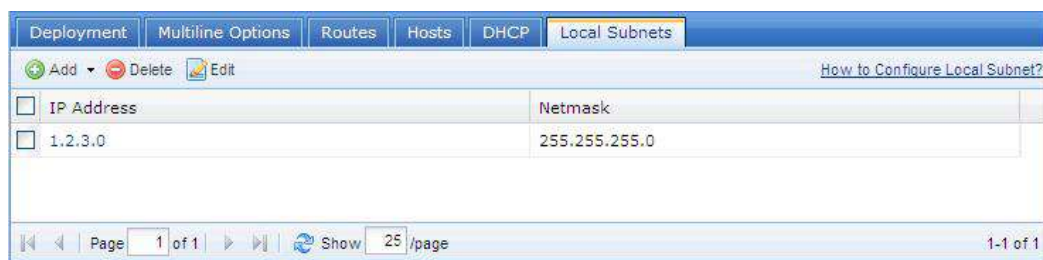 Deployment Multiline Options Routes Hosts DHCP Local Subnets
Add Delete Edit How to Configure Local Subnet?
IP Address Netmask
1.2.3.0 255.255.255.0
Page 1 of 1 Show 25 /page 1-1 of 1